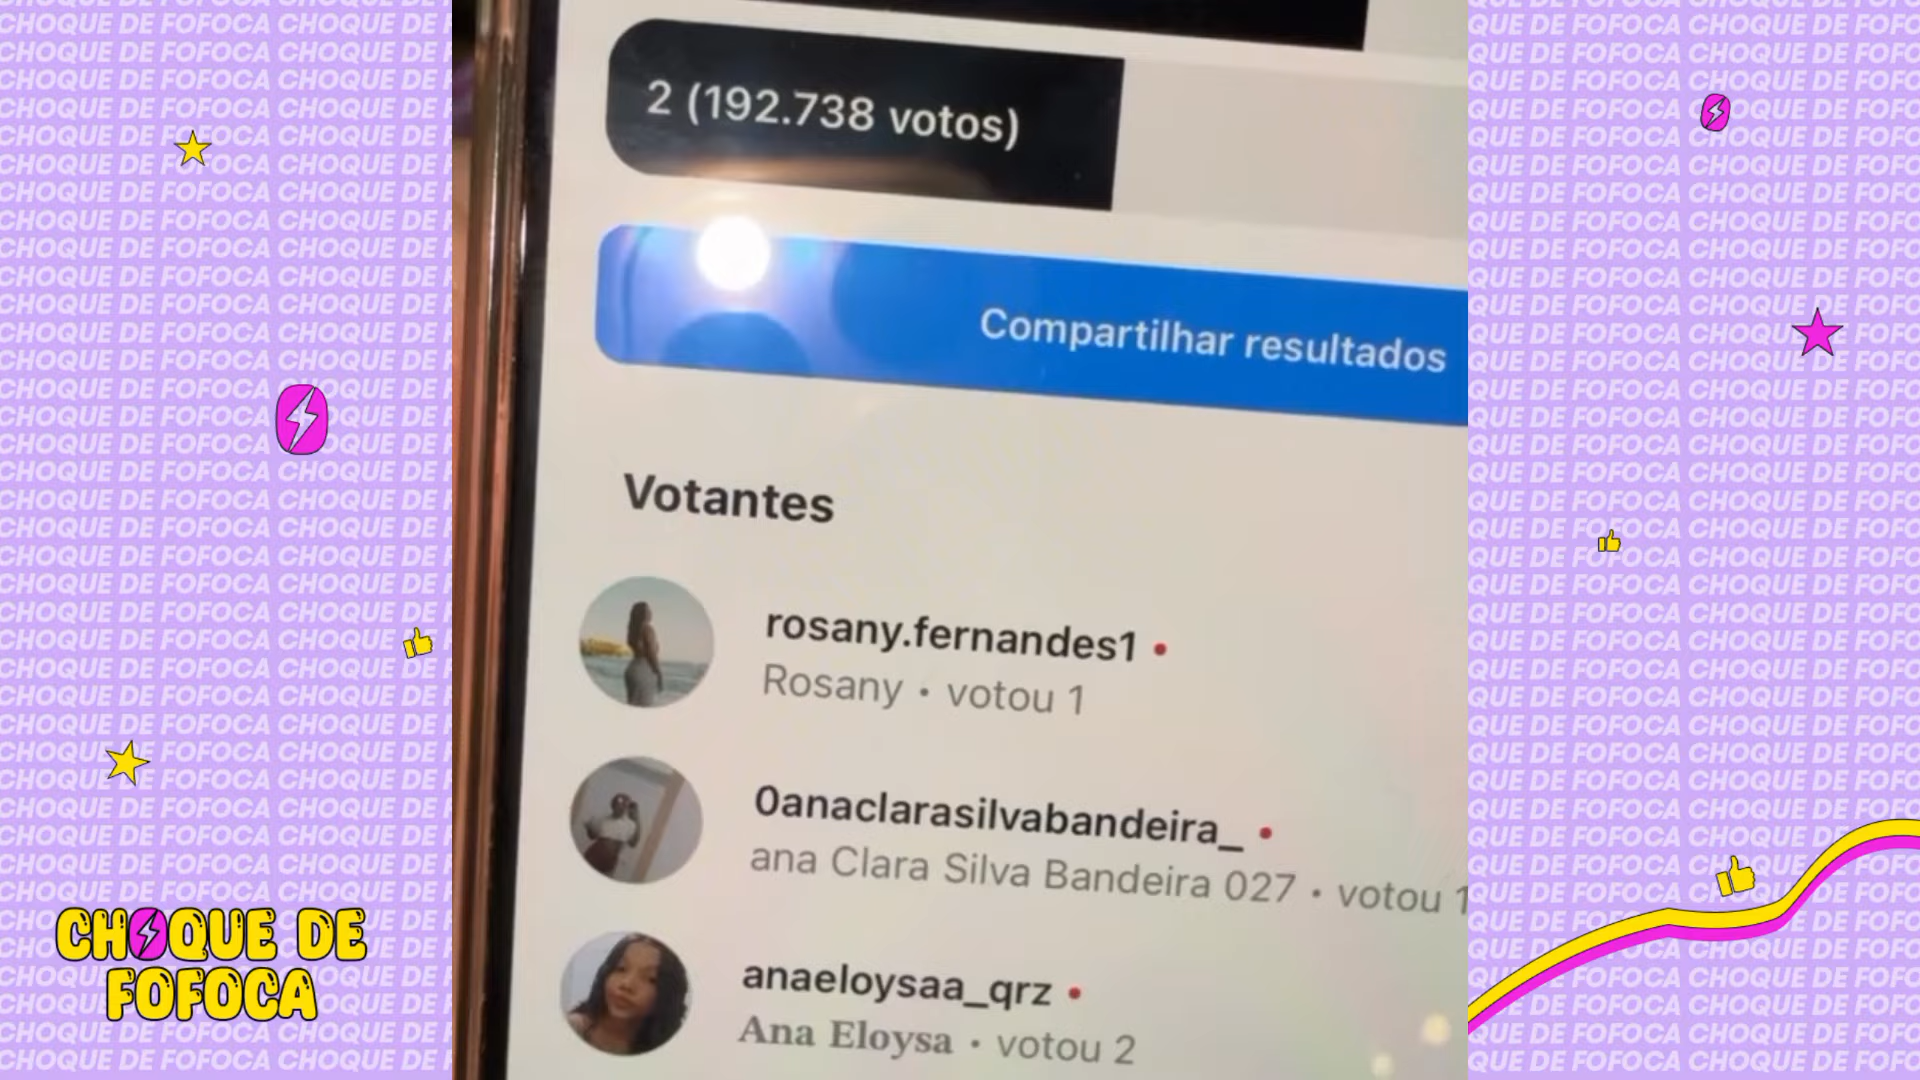 2 (192.738 votos)
Compartilhar resultados
Votantes
rosany.fernandes1
Rosany • votou 1
0anaclarasilvabandeira_
ana Clara Silva Bandeira 027 • votou 1
anaeloysaa_qrz
Ana Eloysa • votou 2
CHOQUE DE
FOFOCA